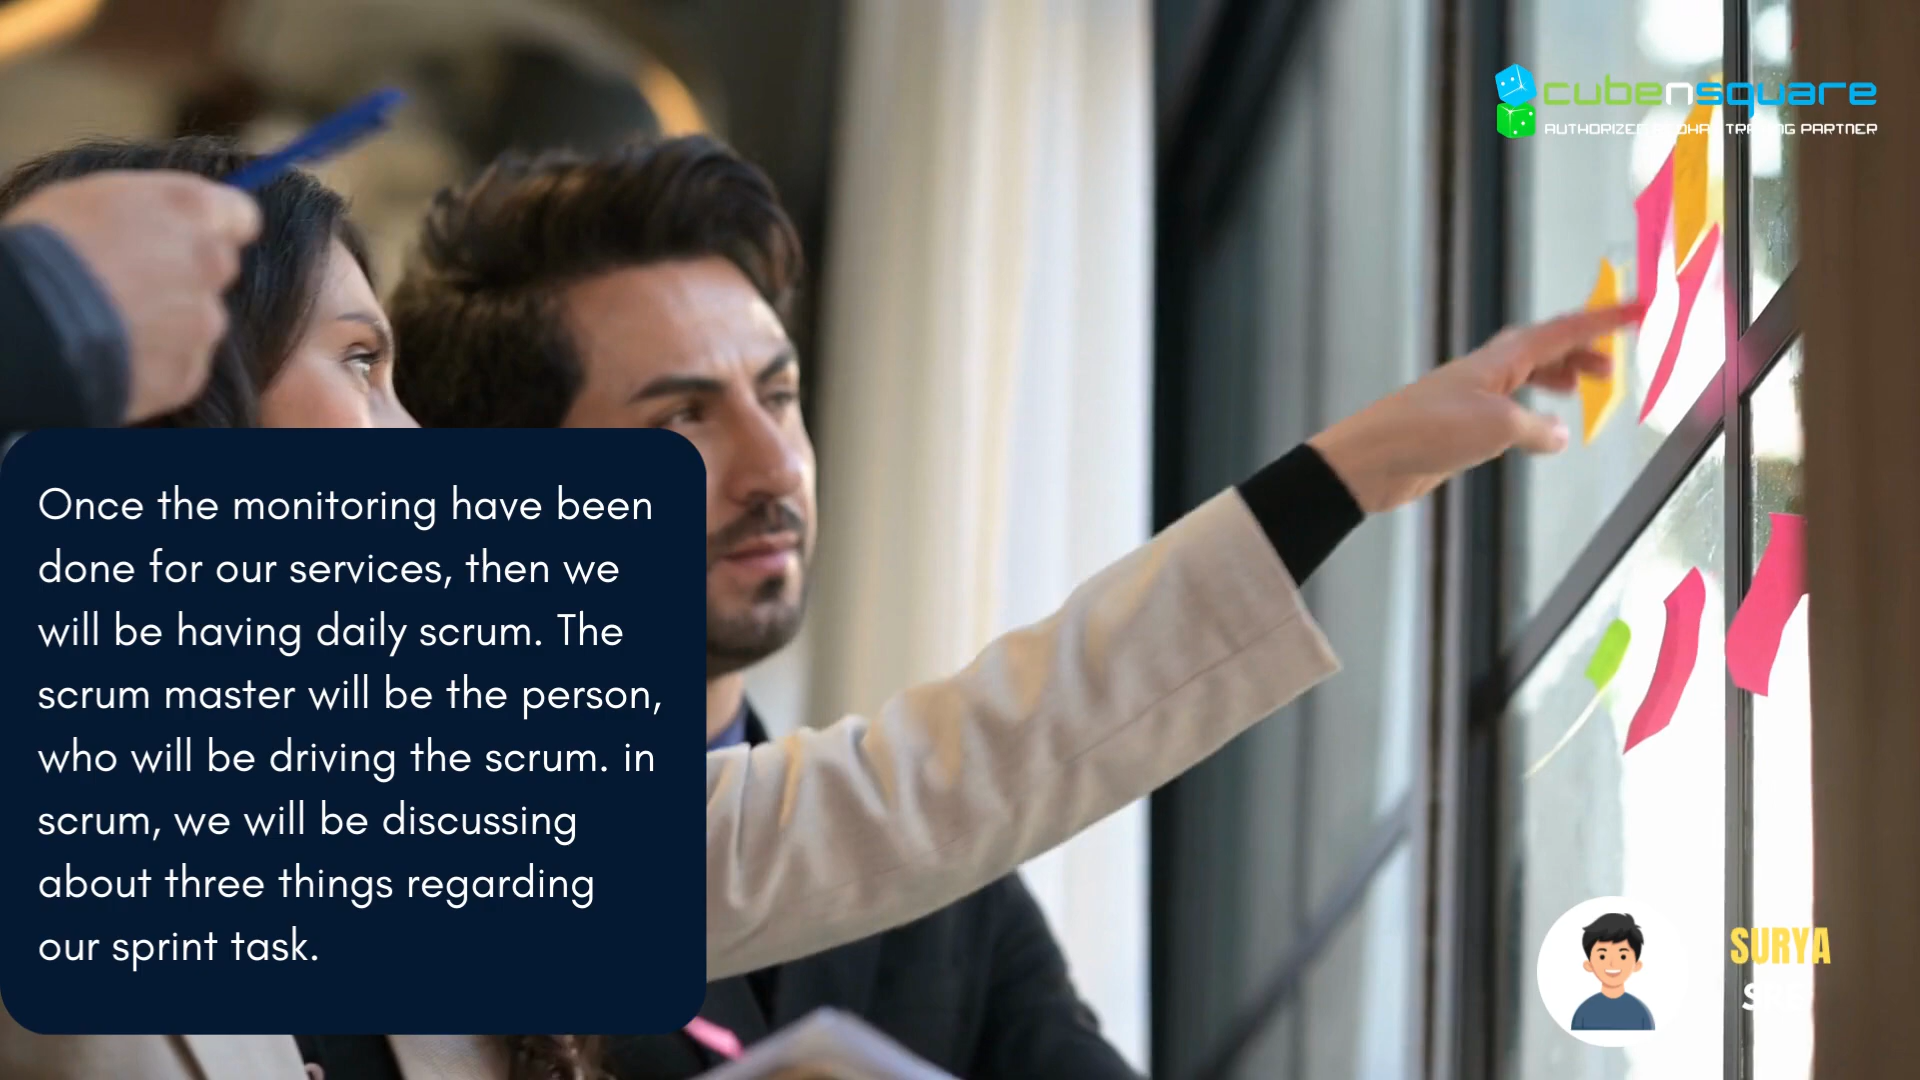 cubensquare
AUTHORIZED TRAINING PARTNER
Once the monitoring have been
done for our services, then we
will be having daily scrum. The
scrum master will be the person,
who will be driving the scrum. in
scrum, we will be discussing
about three things regarding
our sprint task.
SURYA
SRE